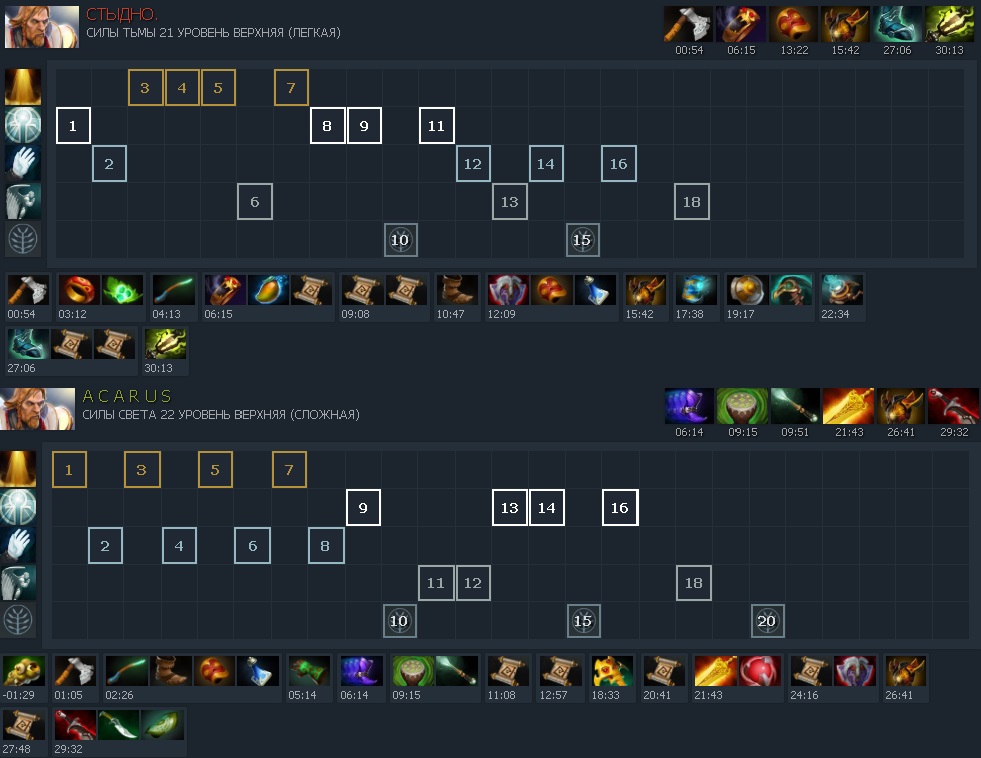 СТЫДНО.
СИЛЫ ТЬМЫ 21 УРОВЕНЬ ВЕРХНЯЯ (ЛЕГКАЯ)
00:54 06:15 13:22 15:42 27:06 30:13
3 4 5 7
1 8 9 11
2 12 14 16
6 13 18
10 15
00:54 03:12 04:13 06:15 09:08 10:47 12:09 15:42 17:38 19:17 22:34
27:06 30:13
A C A R U S
СИЛЫ СВЕТА 22 УРОВЕНЬ ВЕРХНЯЯ (СЛОЖНАЯ)
06:14 09:15 09:51 21:43 26:41 29:32
1 3 5 7
9 13 14 16
2 4 6 8
11 12 18
10 15 20
-01:29 01:05 02:26 05:14 06:14 09:15 11:08 12:57 18:33 20:41 21:43 24:16 26:41
27:48 29:32